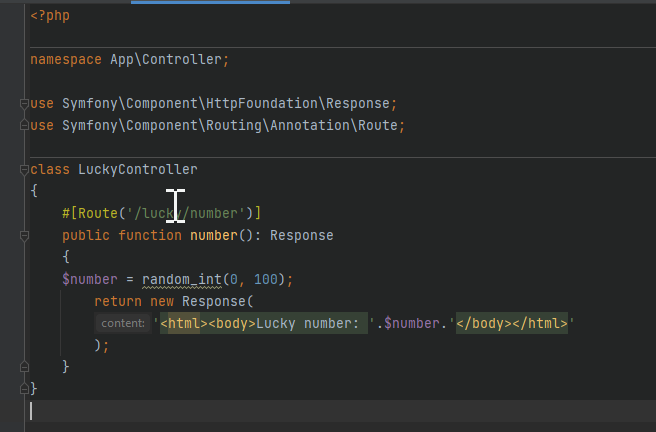 <?php
namespace App\Controller;
use Symfony\Component\HttpFoundation\Response;
use Symfony\Component\Routing\Annotation\Route;
class LuckyController
{
#[Route('/lucky/number')]
public function number(): Response
{
$number = random_int(0, 100);
return new Response(
content: '<html><body>Lucky number: '.$number.'</body></html>'
);
}
}